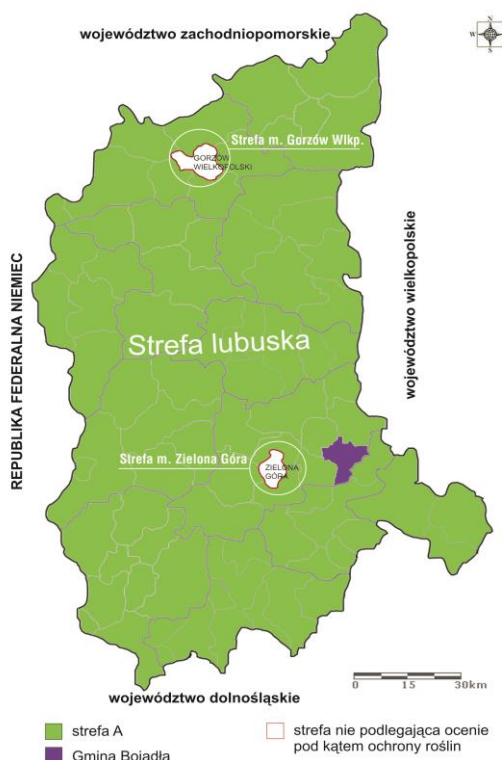 województwo zachodniopomorskie
N
W
E
S
Strefa m. Gorzów Wlkp.
GORZÓW
WIELKOPOLSKI
REPUBLIKA FEDERALNA NIEMIEC
województwo wielkopolskie
Strefa lubuska
Strefa m. Zielona Góra
ZIELONA
GÓRA
0 15 30km
województwo dolnośląskie
strefa A
Gmina Bojadła
strefa nie podlegająca ocenie
pod kątem ochrony roślin